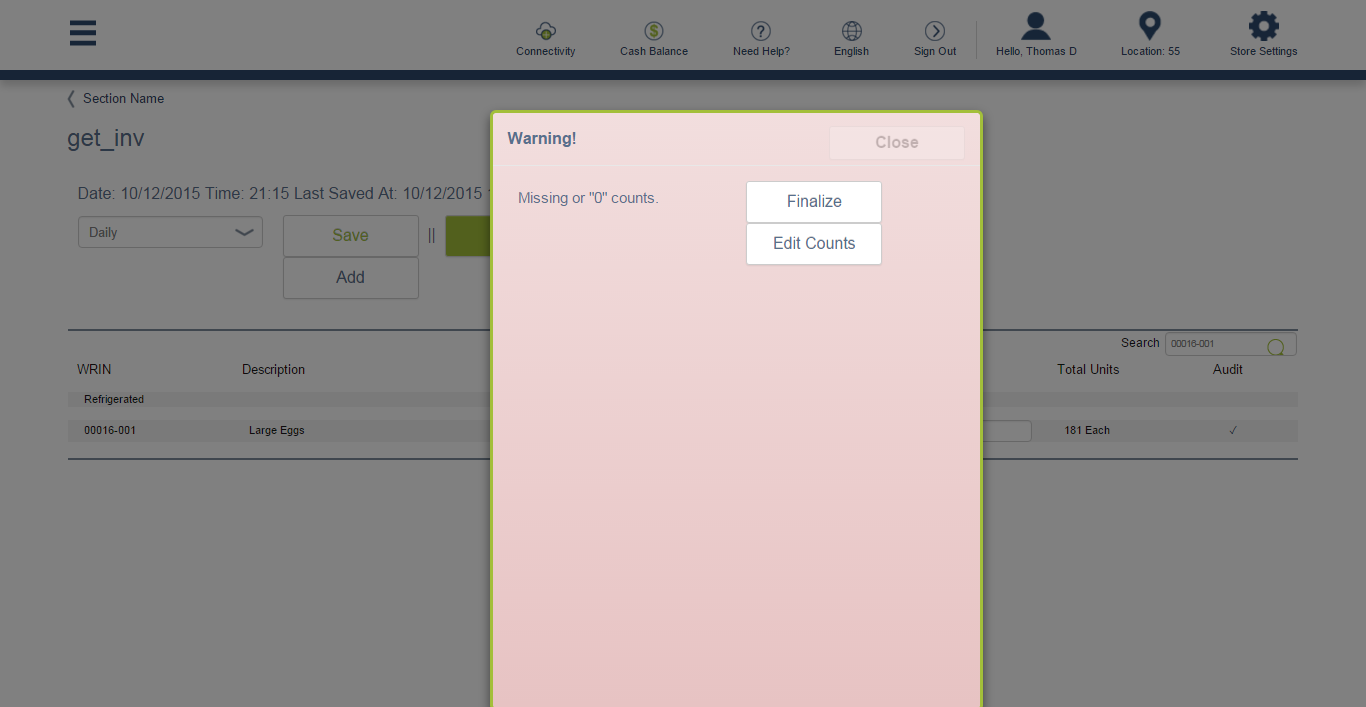 Connectivity
Cash Balance
Need Help?
English
Sign Out
Hello, Thomas D
Location: 55
Store Settings
Section Name
get_inv
Date: 10/12/2015 Time: 21:15 Last Saved At: 10/12/2015
Daily
Save
||
Add
Warning!
Close
Missing or "0" counts.
Finalize
Edit Counts
Search
00016-001
WRIN
Description
Total Units
Audit
Refrigerated
00016-001
Large Eggs
181 Each
✓